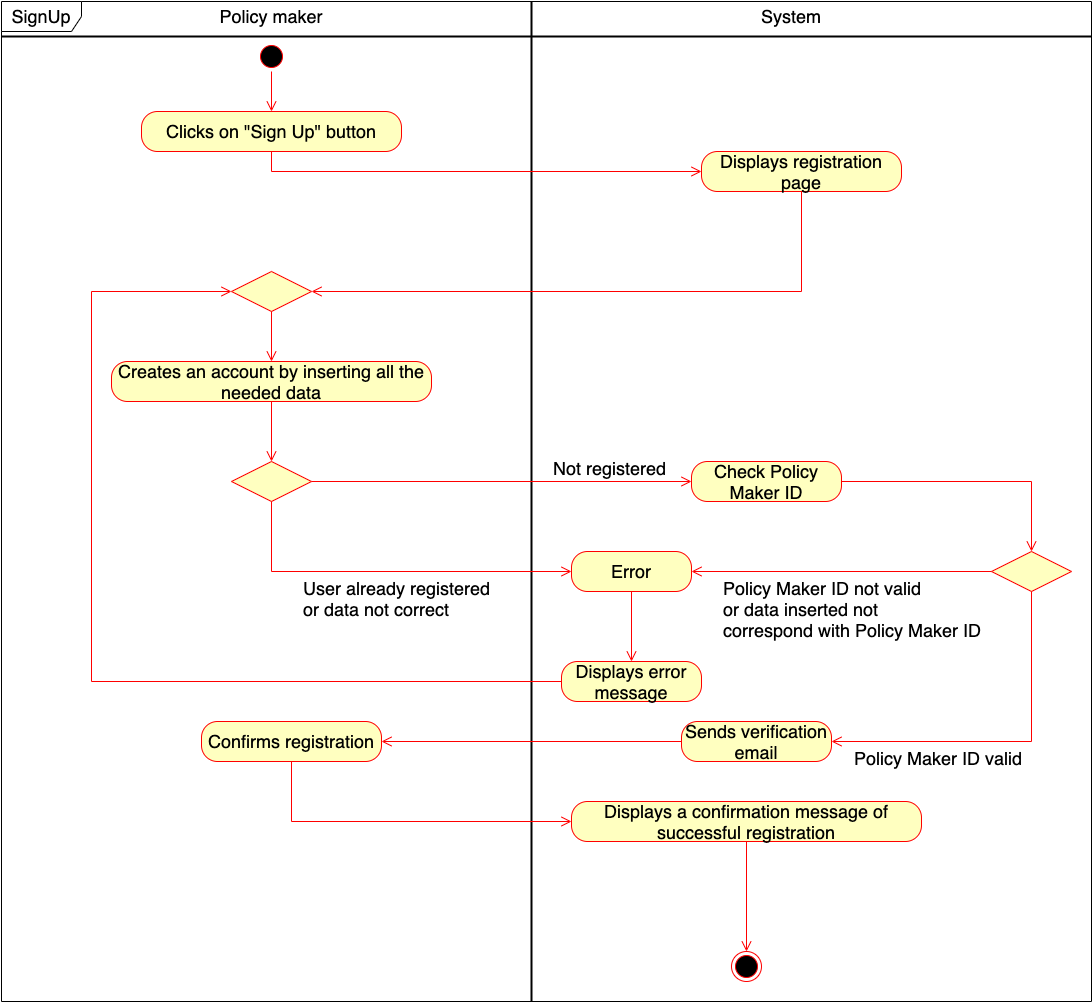 SignUp
Policy maker
System
Clicks on "Sign Up" button
Displays registration
page
Creates an account by inserting all the
needed data
Not registered
Check Policy
Maker ID
Error
User already registered
or data not correct
Policy Maker ID not valid
or data inserted not
correspond with Policy Maker ID
Displays error
message
Confirms registration
Sends verification
email
Policy Maker ID valid
Displays a confirmation message of
successful registration